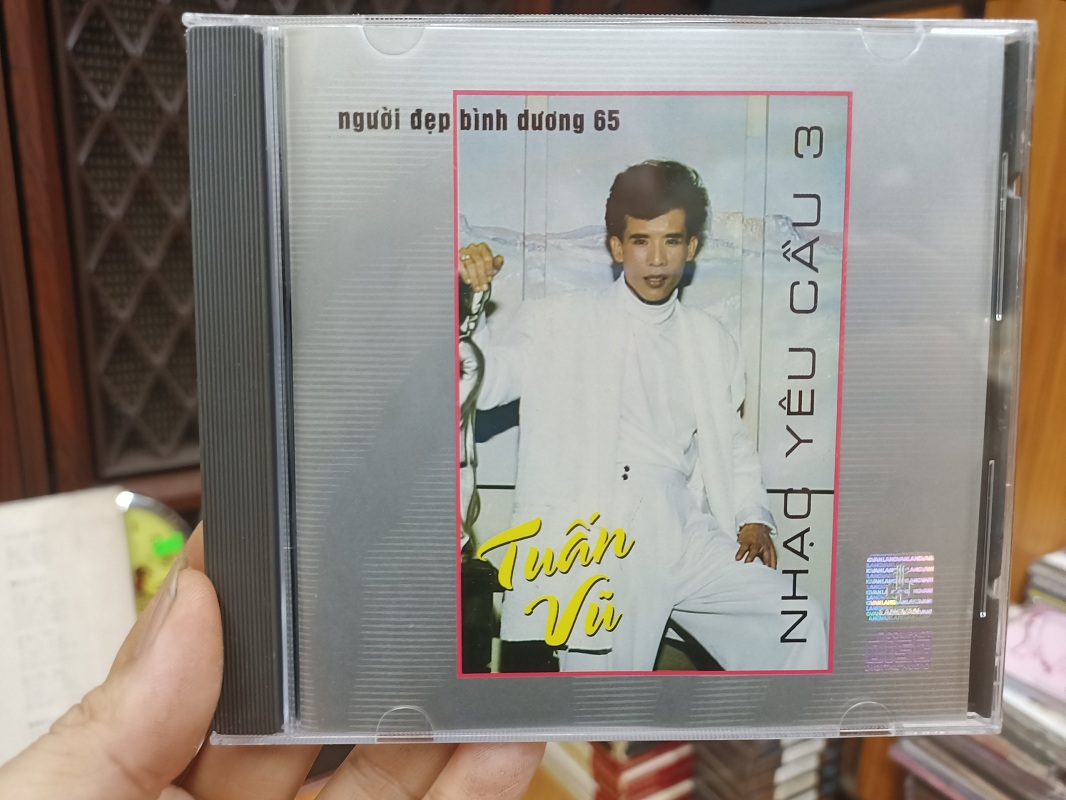 người đẹp bình dương 65
NHẠC YÊU CẦU 3
Tuấn
Vũ